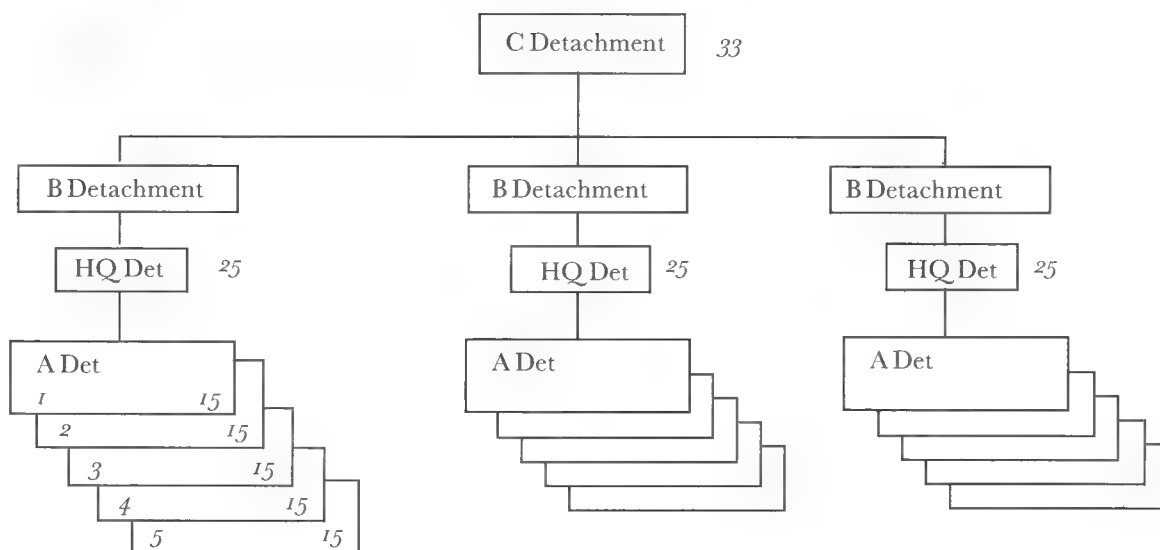 C Detachment 33
B Detachment B Detachment B Detachment
HQ Det 25 HQ Det 25 HQ Det 25
A Det A Det A Det
1 15
2 15
3 15
4 15
5 15